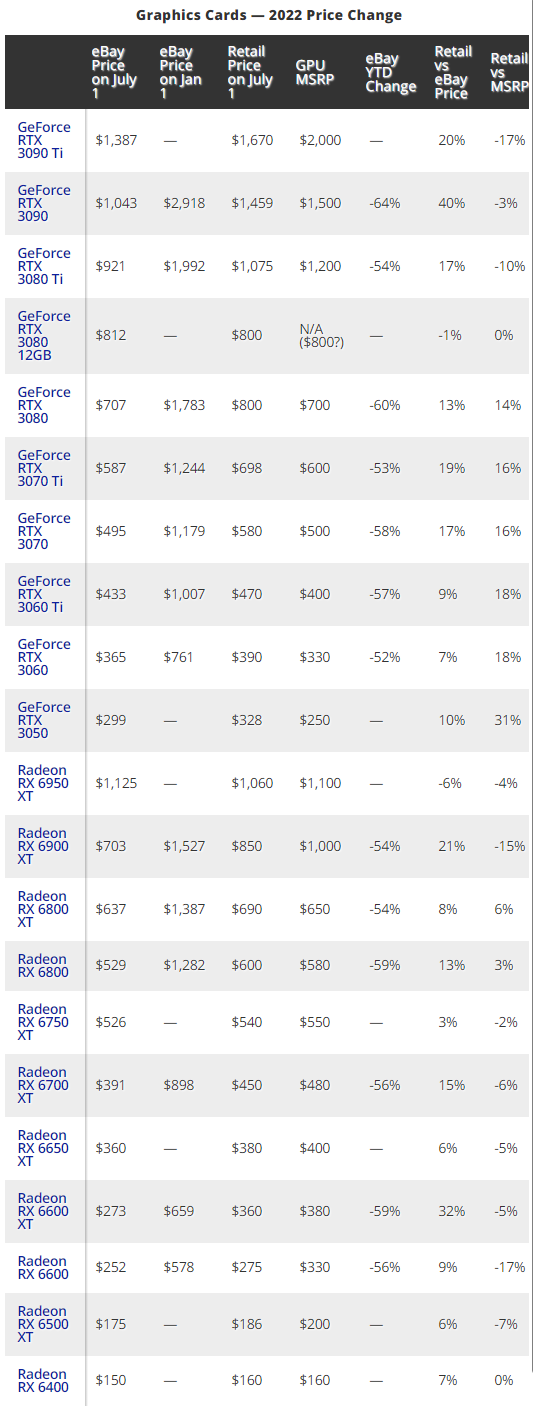 Graphics Cards — 2022 Price Change
eBay Price on July 1 | eBay Price on Jan 1 | Retail Price on July 1 | GPU MSRP | eBay YTD Change | Retail vs eBay Price | Retail vs MSRP
GeForce RTX 3090 Ti | $1,387 | — | $1,670 | $2,000 | — | 20% | -17%
GeForce RTX 3090 | $1,043 | $2,918 | $1,459 | $1,500 | -64% | 40% | -3%
GeForce RTX 3080 Ti | $921 | $1,992 | $1,075 | $1,200 | -54% | 17% | -10%
GeForce RTX 3080 12GB | $812 | — | $800 | N/A ($800?) | — | -1% | 0%
GeForce RTX 3080 | $707 | $1,783 | $800 | $700 | -60% | 13% | 14%
GeForce RTX 3070 Ti | $587 | $1,244 | $698 | $600 | -53% | 19% | 16%
GeForce RTX 3070 | $495 | $1,179 | $580 | $500 | -58% | 17% | 16%
GeForce RTX 3060 Ti | $433 | $1,007 | $470 | $400 | -57% | 9% | 18%
GeForce RTX 3060 | $365 | $761 | $390 | $330 | -52% | 7% | 18%
GeForce RTX 3050 | $299 | — | $328 | $250 | — | 10% | 31%
Radeon RX 6950 XT | $1,125 | — | $1,060 | $1,100 | — | -6% | -4%
Radeon RX 6900 XT | $703 | $1,527 | $850 | $1,000 | -54% | 21% | -15%
Radeon RX 6800 XT | $637 | $1,387 | $690 | $650 | -54% | 8% | 6%
Radeon RX 6800 | $529 | $1,282 | $600 | $580 | -59% | 13% | 3%
Radeon RX 6750 XT | $526 | — | $540 | $550 | — | 3% | -2%
Radeon RX 6700 XT | $391 | $898 | $450 | $480 | -56% | 15% | -6%
Radeon RX 6650 XT | $360 | — | $380 | $400 | — | 6% | -5%
Radeon RX 6600 XT | $273 | $659 | $360 | $380 | -59% | 32% | -5%
Radeon RX 6600 | $252 | $578 | $275 | $330 | -56% | 9% | -17%
Radeon RX 6500 XT | $175 | — | $186 | $200 | — | 6% | -7%
Radeon RX 6400 | $150 | — | $160 | $160 | — | 7% | 0%